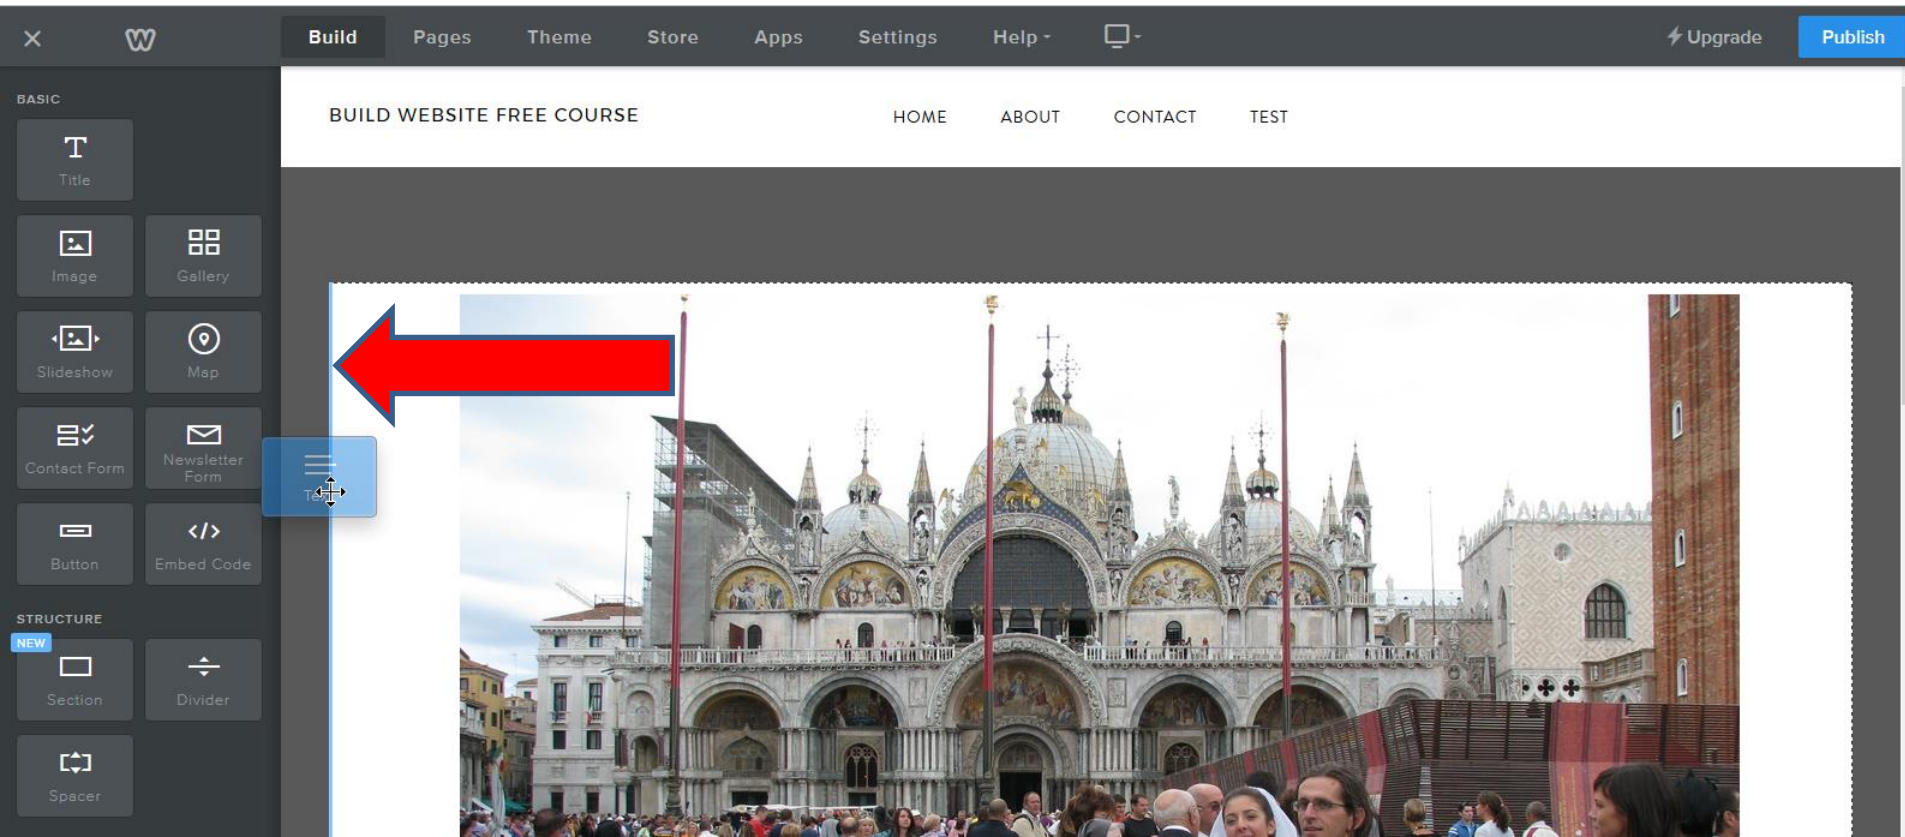 Build Pages Theme Store Apps Settings Help Upgrade Publish
BASIC
BUILD WEBSITE FREE COURSE
HOME ABOUT CONTACT TEST
Title
Image Gallery
Slideshow Map
Contact Form
Newsletter
Form
Button Embed Code
STRUCTURE
NEW
Section Divider
Spacer